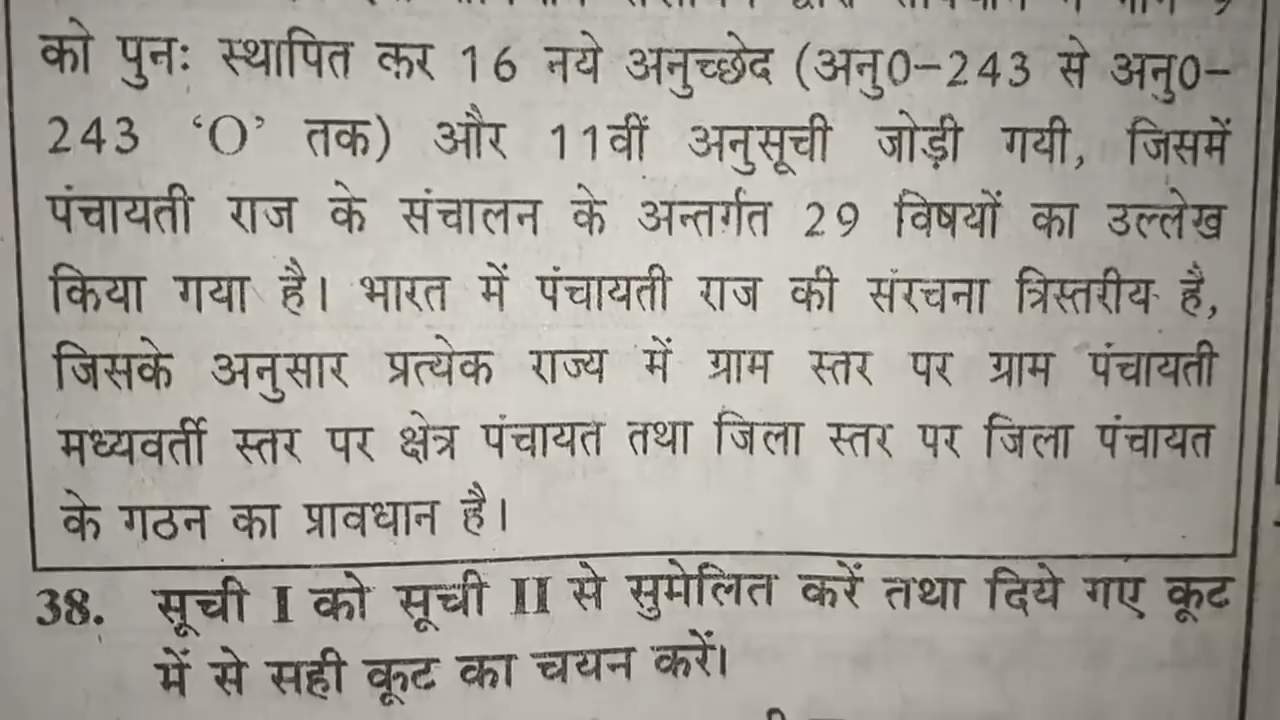 को पुनः स्थापित कर 16 नये अनुच्छेद (अनु0-243 से अनु0-
243 ‘O’ तक) और 11वीं अनुसूची जोड़ी गयी, जिसमें
पंचायती राज के संचालन के अन्तर्गत 29 विषयों का उल्लेख
किया गया है। भारत में पंचायती राज की संरचना त्रिस्तरीय है,
जिसके अनुसार प्रत्येक राज्य में ग्राम स्तर पर ग्राम पंचायती
मध्यवर्ती स्तर पर क्षेत्र पंचायत तथा जिला स्तर पर जिला पंचायत
के गठन का प्रावधान है।
38. सूची I को सूची II से सुमेलित करें तथा दिये गए कूट
में से सही कूट का चयन करें।